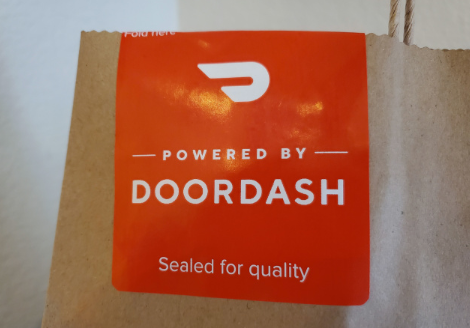 Fold here
POWERED BY
DOORDASH
Sealed for quality